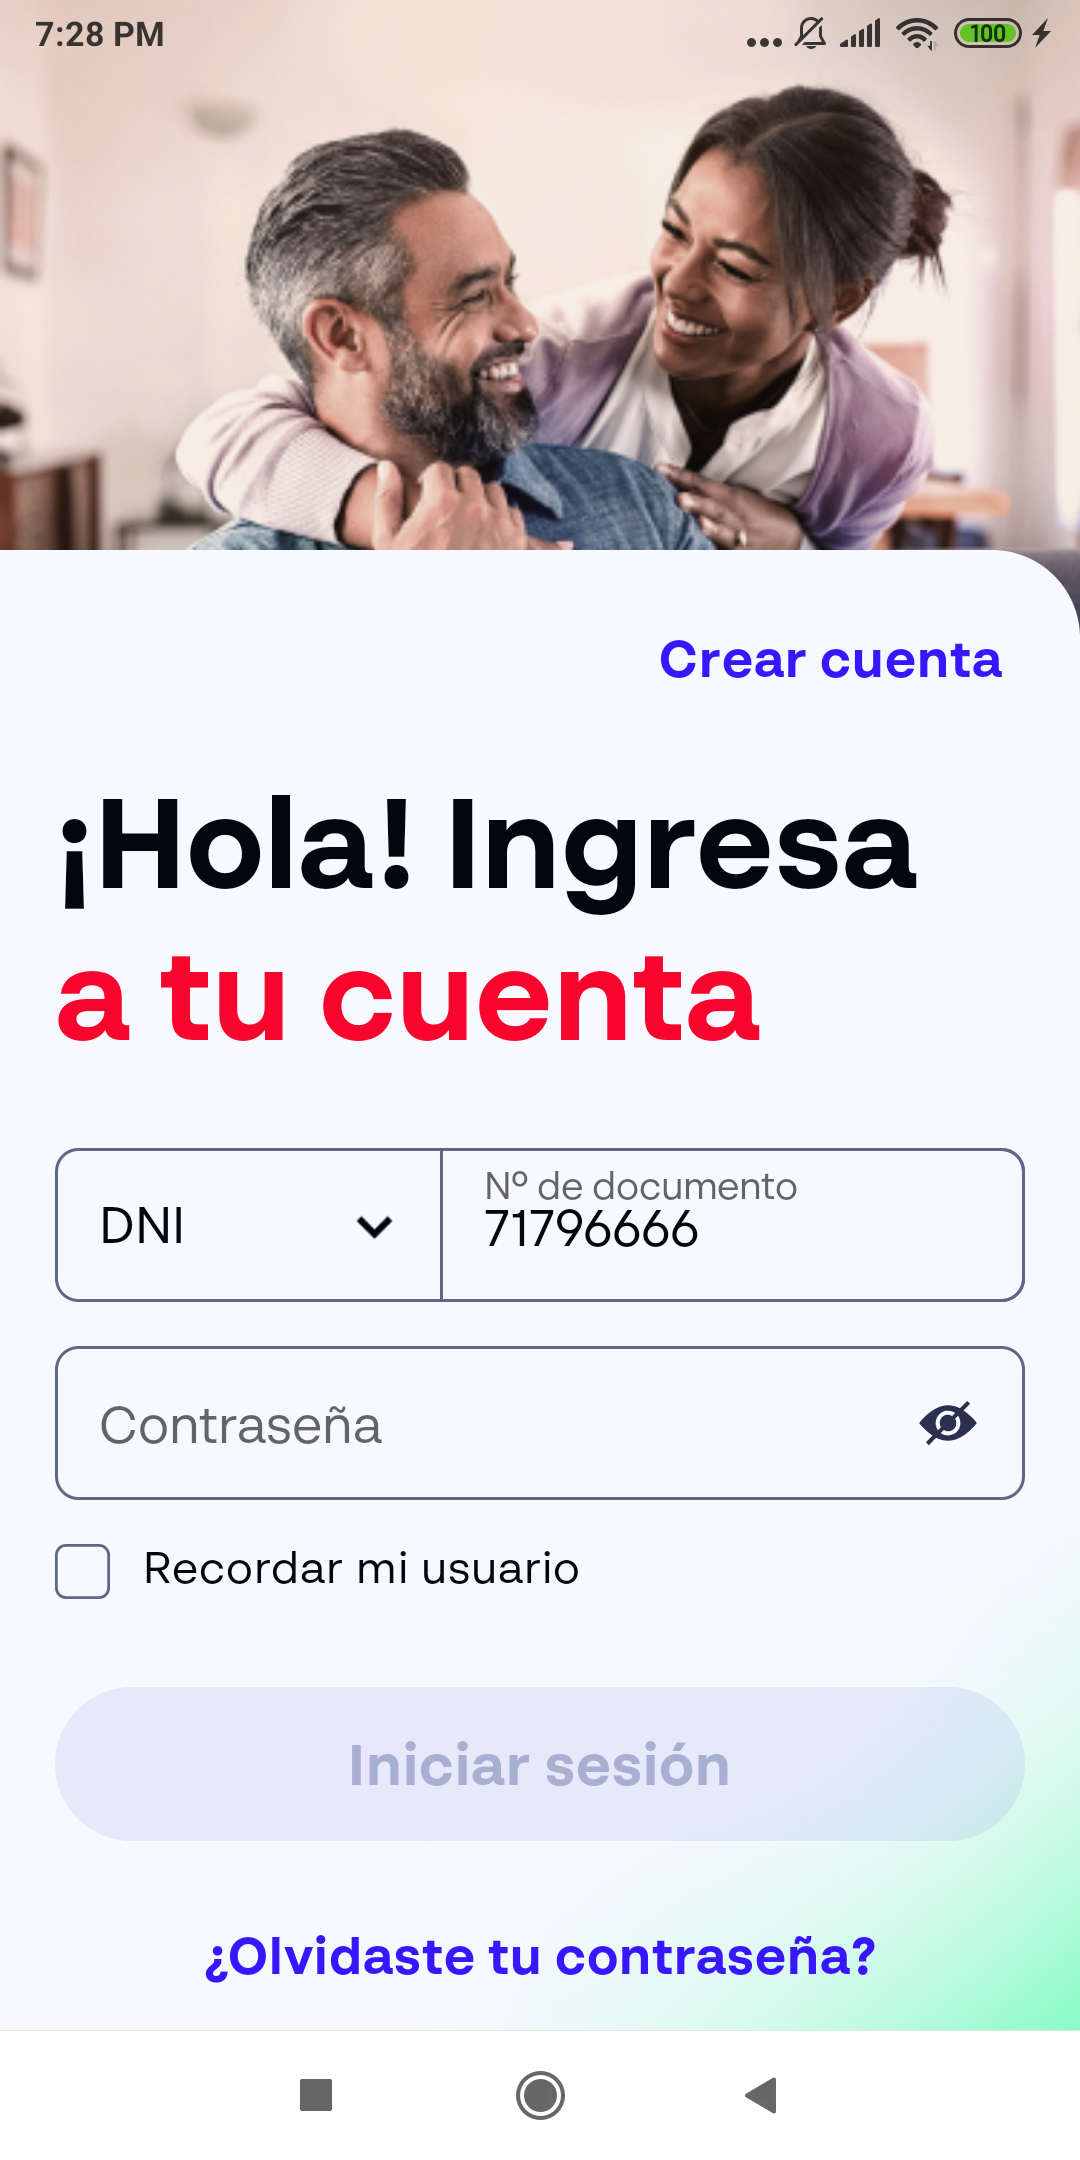 7:28 PM
100
Crear cuenta
¡Hola! Ingresa
a tu cuenta
DNI
Nº de documento
71796666
Contraseña
Recordar mi usuario
Iniciar sesión
¿Olvidaste tu contraseña?